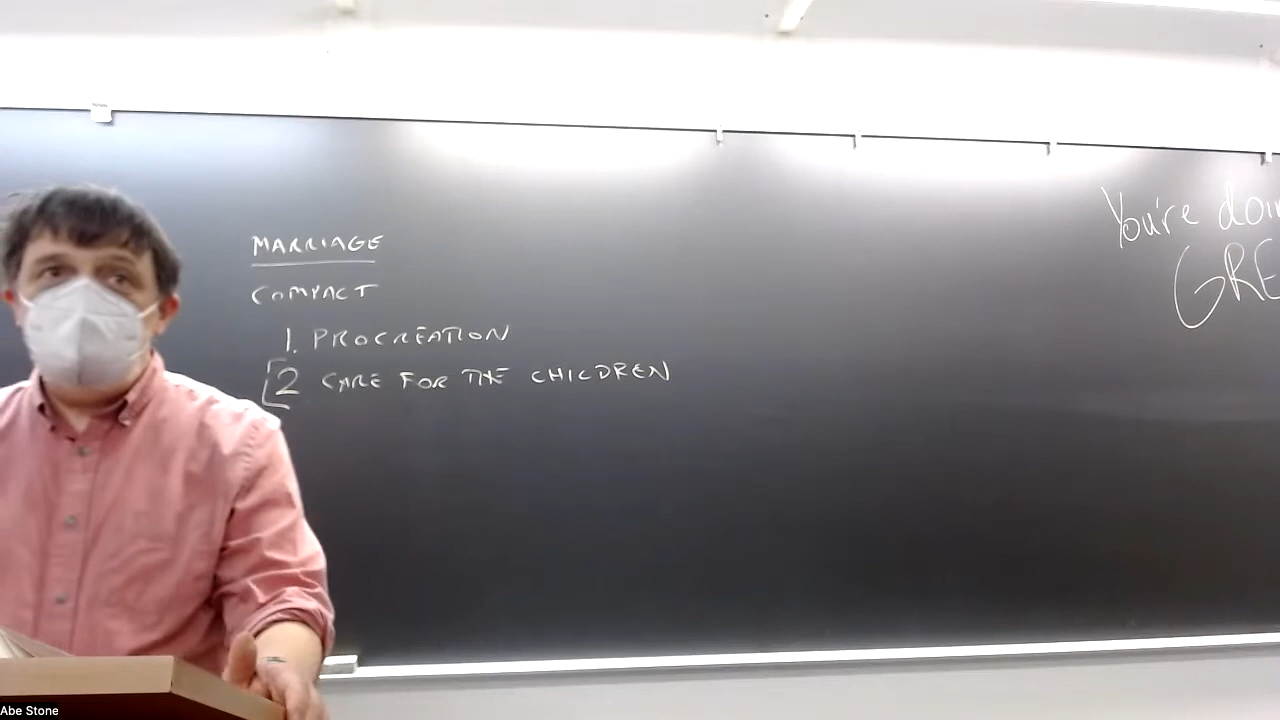 MARRIAGE
COMPACT
1. PROCREATION
2 CARE FOR THE CHILDREN
You're doin
GRE
Abe Stone